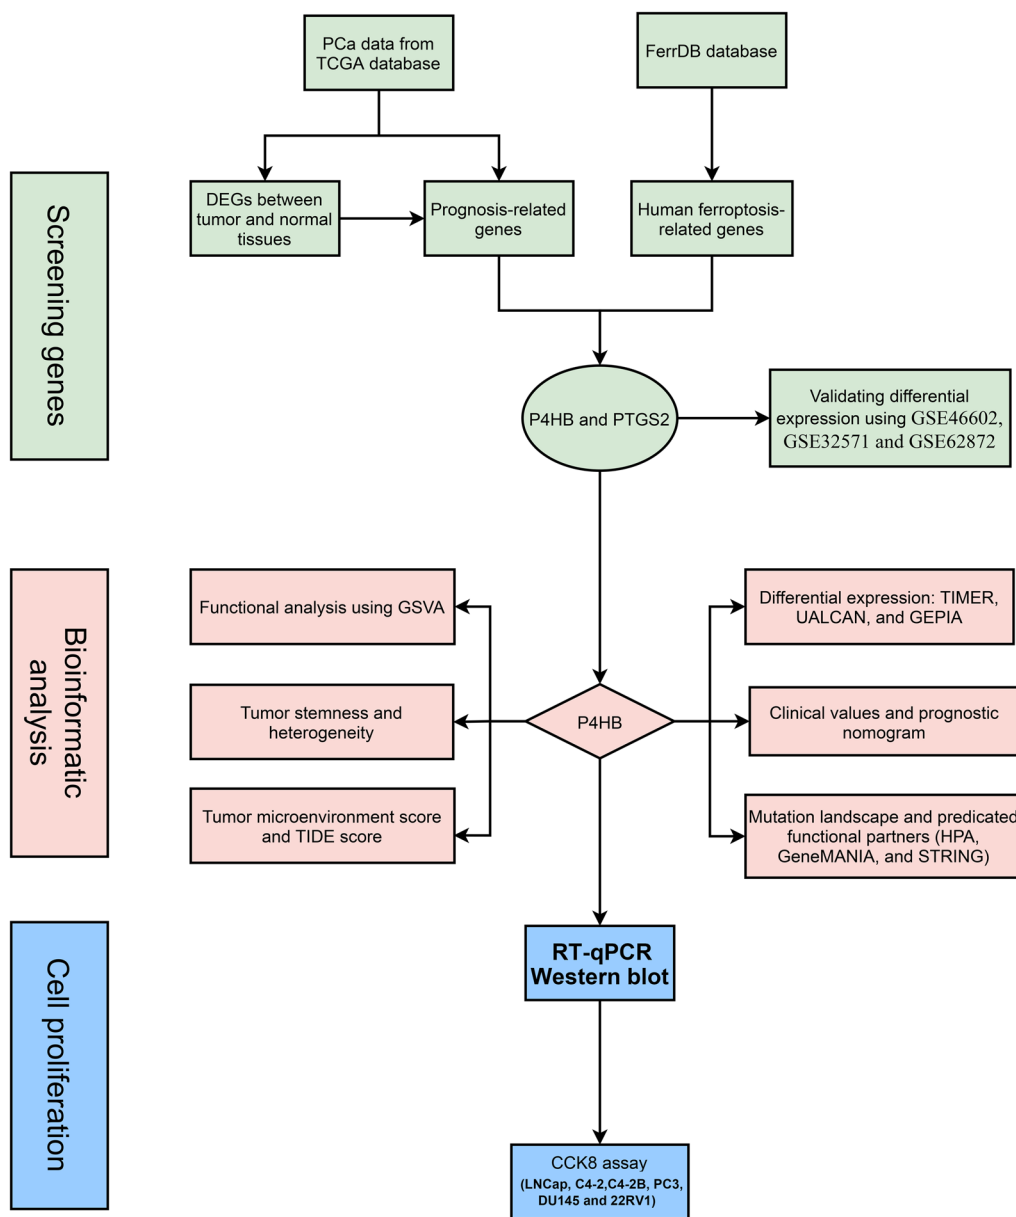 PCa data from
TCGA database
FerrDB database
Screening genes
DEGs between
tumor and normal
tissues
Prognosis-related
genes
Human ferroptosis-
related genes
P4HB and PTGS2
Validating differential
expression using GSE46602,
GSE32571 and GSE62872
Bioinformatic
analysis
Functional analysis using GSVA
Differential expression: TIMER,
UALCAN, and GEPIA
Tumor stemness and
heterogeneity
P4HB
Clinical values and prognostic
nomogram
Tumor microenvironment score
and TIDE score
Mutation landscape and predicated
functional partners (HPA,
GeneMANIA, and STRING)
Cell proliferation
RT-qPCR
Western blot
CCK8 assay
(LNCap, C4-2,C4-2B, PC3,
DU145 and 22RV1)